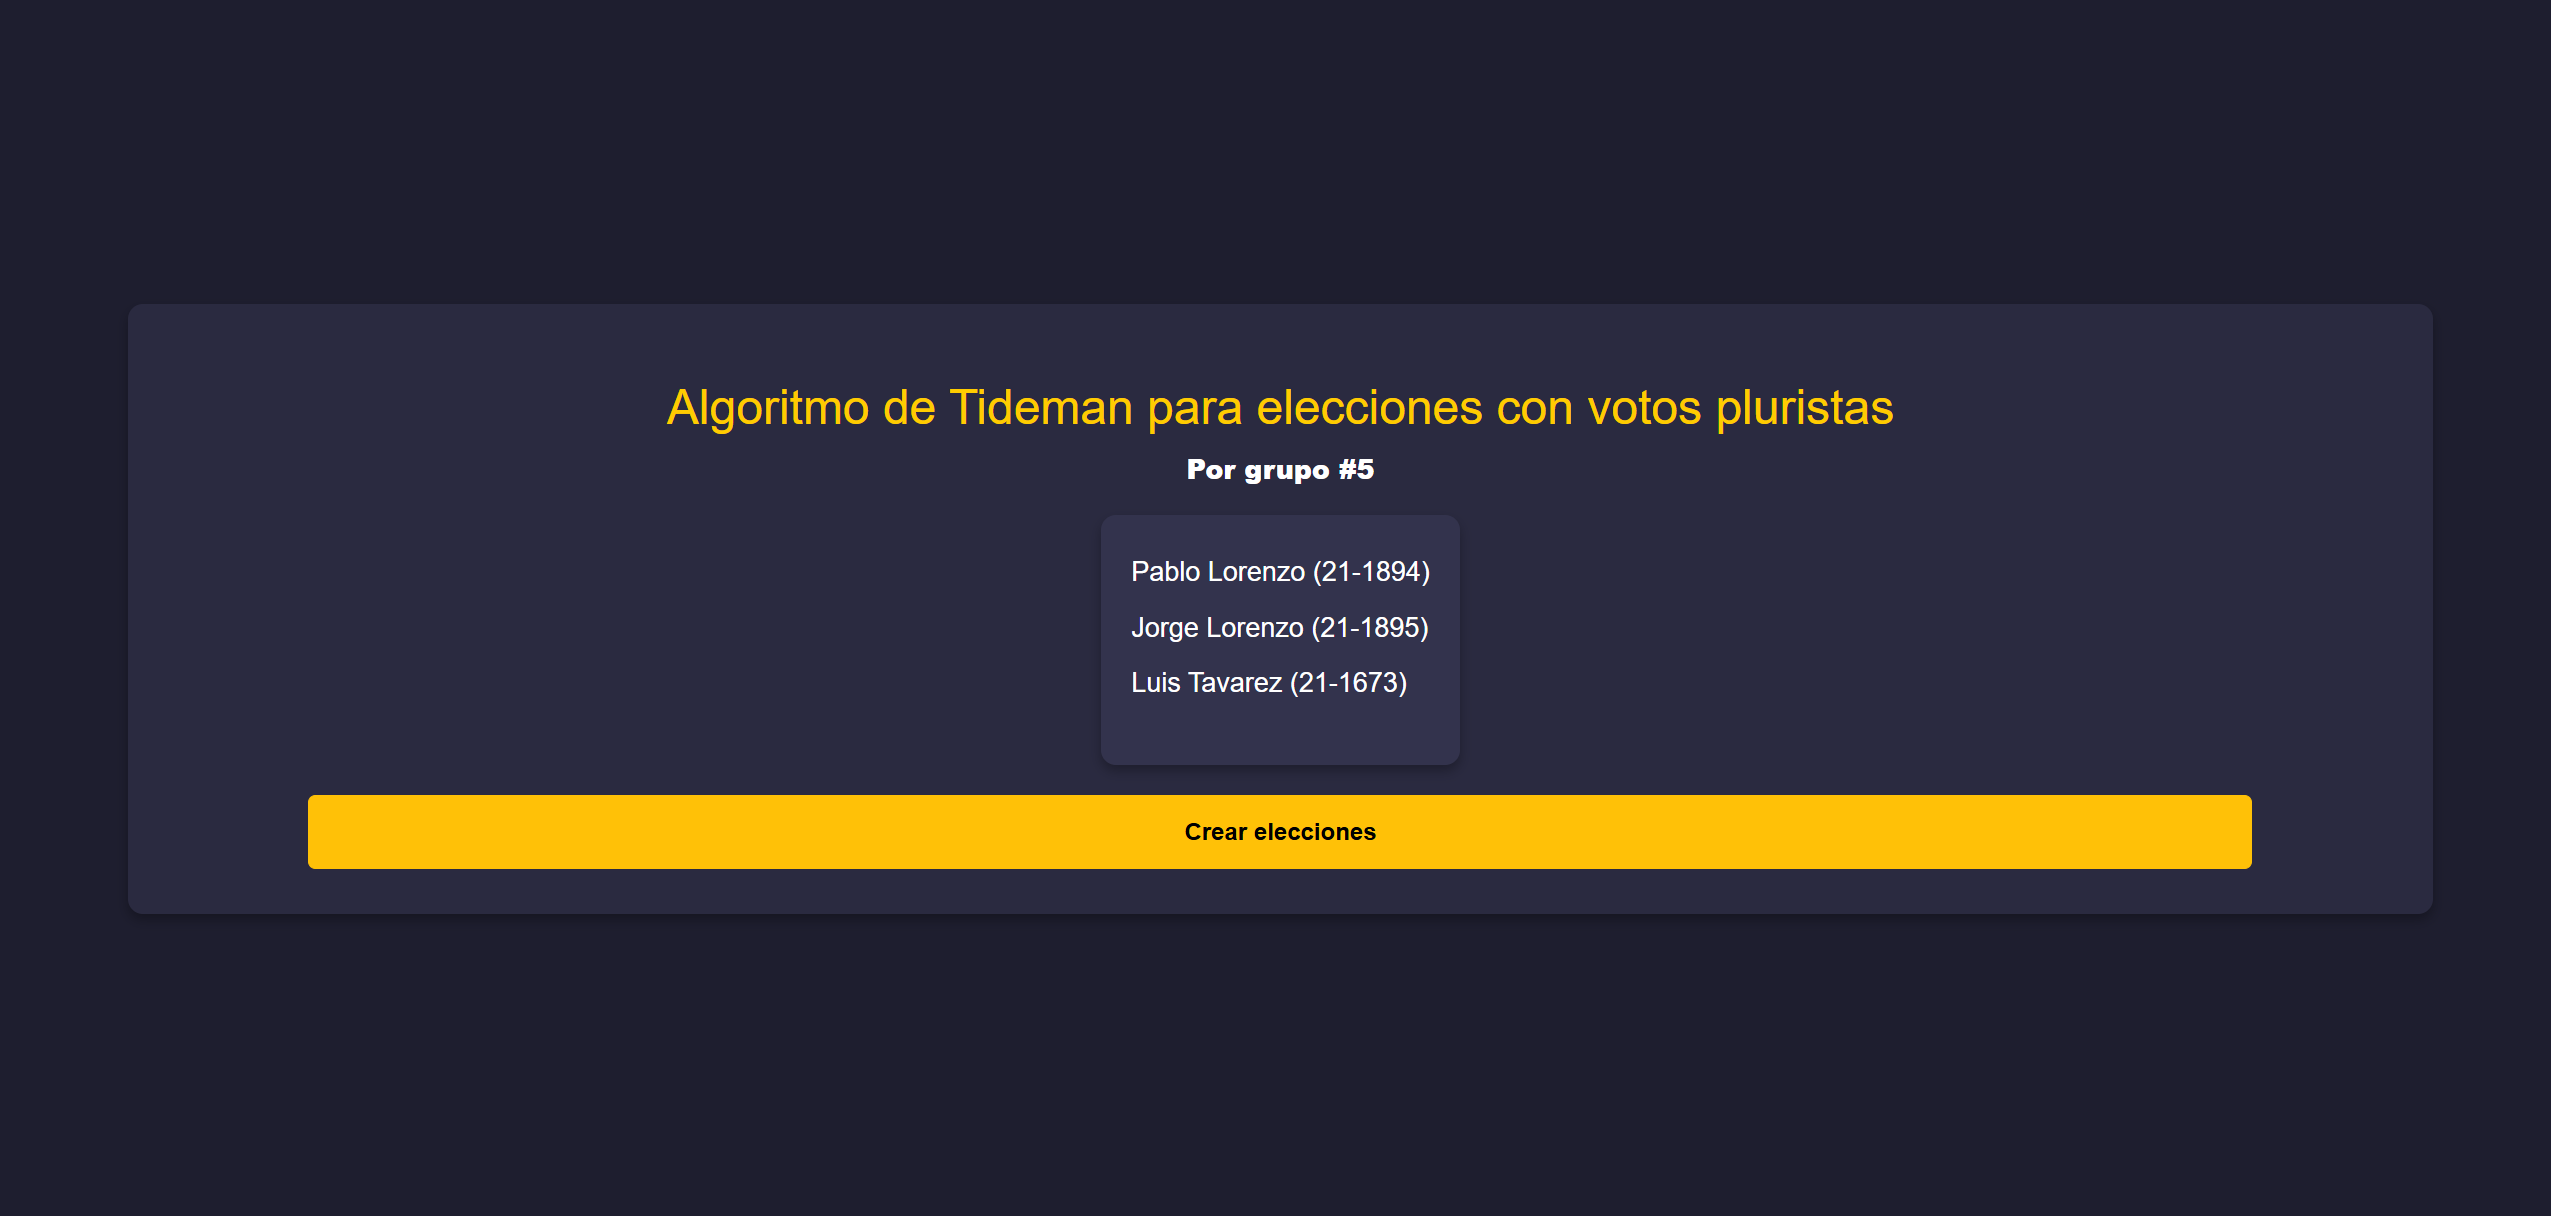 Algoritmo de Tideman para elecciones con votos pluristas
Por grupo #5
Pablo Lorenzo (21-1894)
Jorge Lorenzo (21-1895)
Luis Tavarez (21-1673)
Crear elecciones